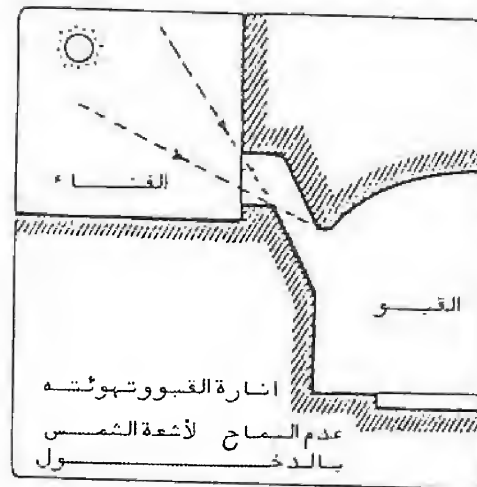 الفناء
القبو
انارة القبو وتهوئته
عدم السماح لأشعة الشمس
بالدخول